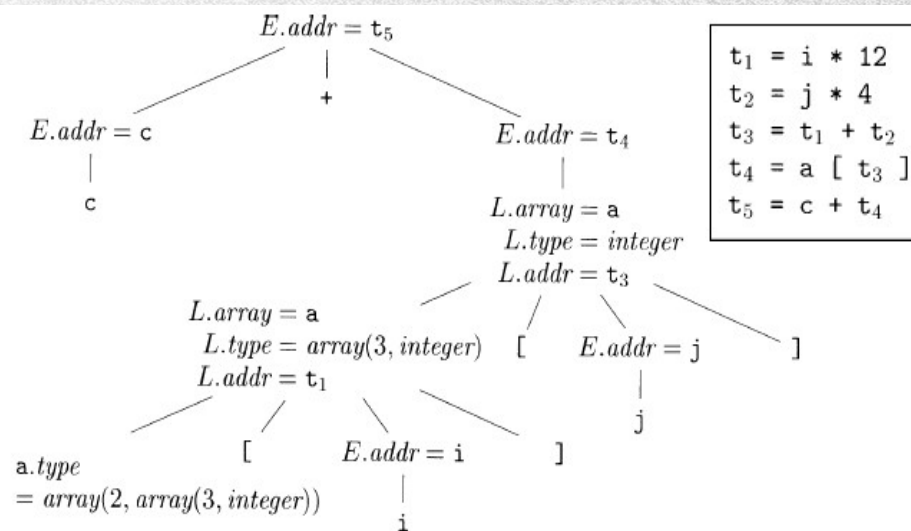 E.addr = t₅
+
E.addr = c
c
E.addr = t₄
L.array = a
L.type = integer
L.addr = t₃
L.array = a
L.type = array(3, integer)
L.addr = t₁
[
E.addr = j
]
j
a.type
= array(2, array(3, integer))
[
E.addr = i
]
i
t₁ = i * 12
t₂ = j * 4
t₃ = t₁ + t₂
t₄ = a [ t₃ ]
t₅ = c + t₄